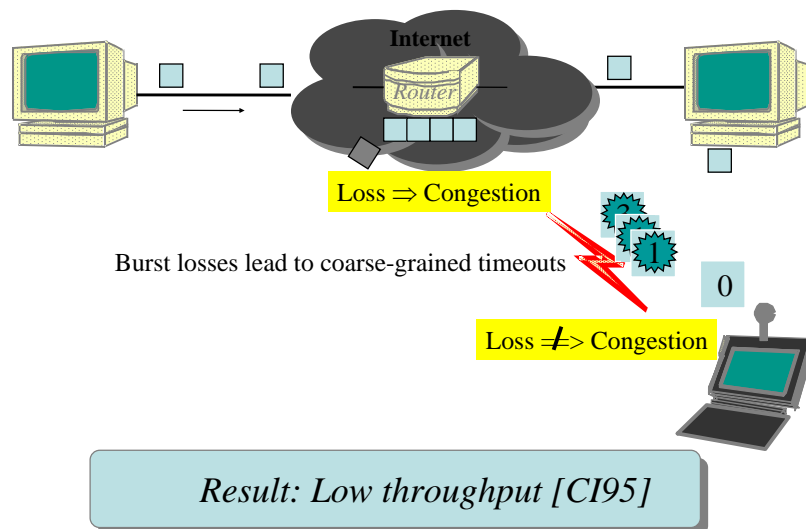 Internet
Router
Loss ⇒ Congestion
Burst losses lead to coarse-grained timeouts
1
0
Loss ≠> Congestion
Result: Low throughput [CI95]